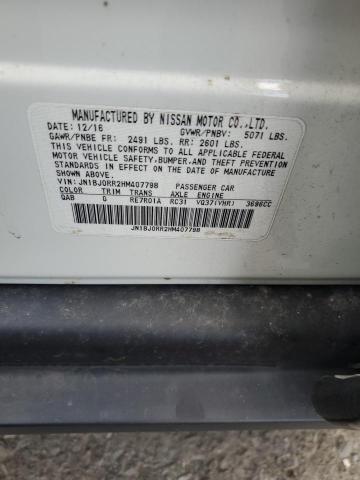 MANUFACTURED BY NISSAN MOTOR CO.,LTD.
DATE: 12/16 GVWR/PNBV: 5071 LBS.
GAWR/PNBE FR: 2491 LBS. RR: 2601 LBS.
THIS VEHICLE CONFORMS TO ALL APPLICABLE FEDERAL
MOTOR VEHICLE SAFETY,BUMPER,AND THEFT PREVENTION
STANDARDS IN EFFECT ON THE DATE OF MANUFACTURE
SHOWN ABOVE.
VIN: JN1BJ0RR2HM407798 PASSENGER CAR
COLOR TRIM TRANS AXLE ENGINE
QAB G RE7R01A RC31 VQ37(VHR) 3696CC
JN1BJ0RR2HM407798